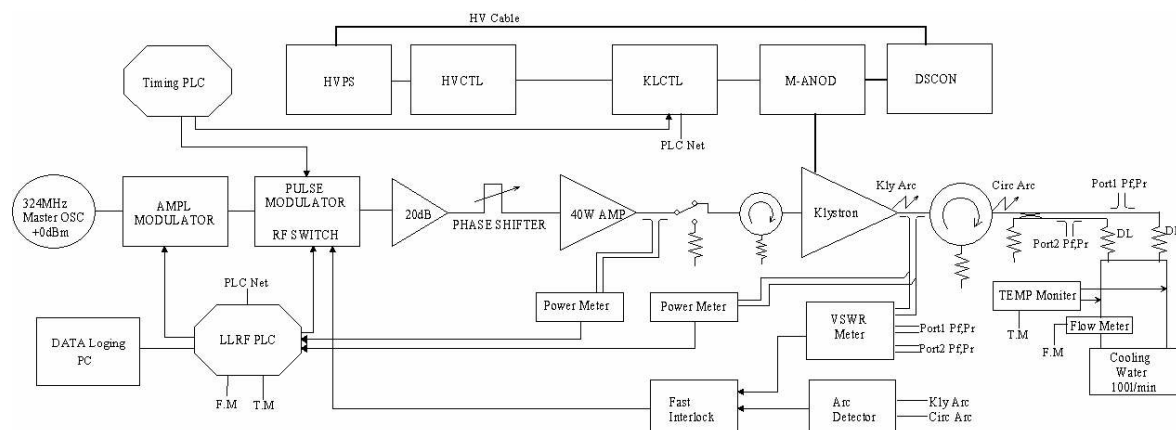 HV Cable
Timing PLC
HVPS
HVCTL
KLCTL
M-ANOD
DSCON
PLC Net
324MHz
Master OSC
+0dBm
AMPL
MODULATOR
PULSE
MODULATOR
RF SWITCH
20dB
PHASE SHIFTER
40W AMP
Klystron
Kly Arc
Circ Arc
Port1 Pf,Pr
Port2 Pf,Pr
DL
DL
PLC Net
Power Meter
Power Meter
TEMP Moniter
T.M
Flow Meter
F.M
VSWR
Meter
Port1 Pf,Pr
Port2 Pf,Pr
DATA Loging
PC
LLRF PLC
F.M
T.M
Cooling
Water
100l/min
Fast
Interlock
Arc
Detector
Kly Arc
Circ Arc